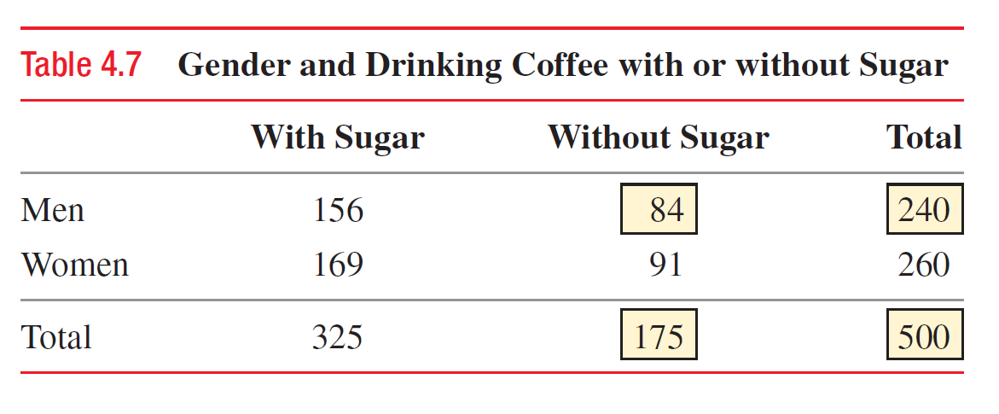 Table 4.7 Gender and Drinking Coffee with or without Sugar
With Sugar Without Sugar Total
Men 156 84 240
Women 169 91 260
Total 325 175 500